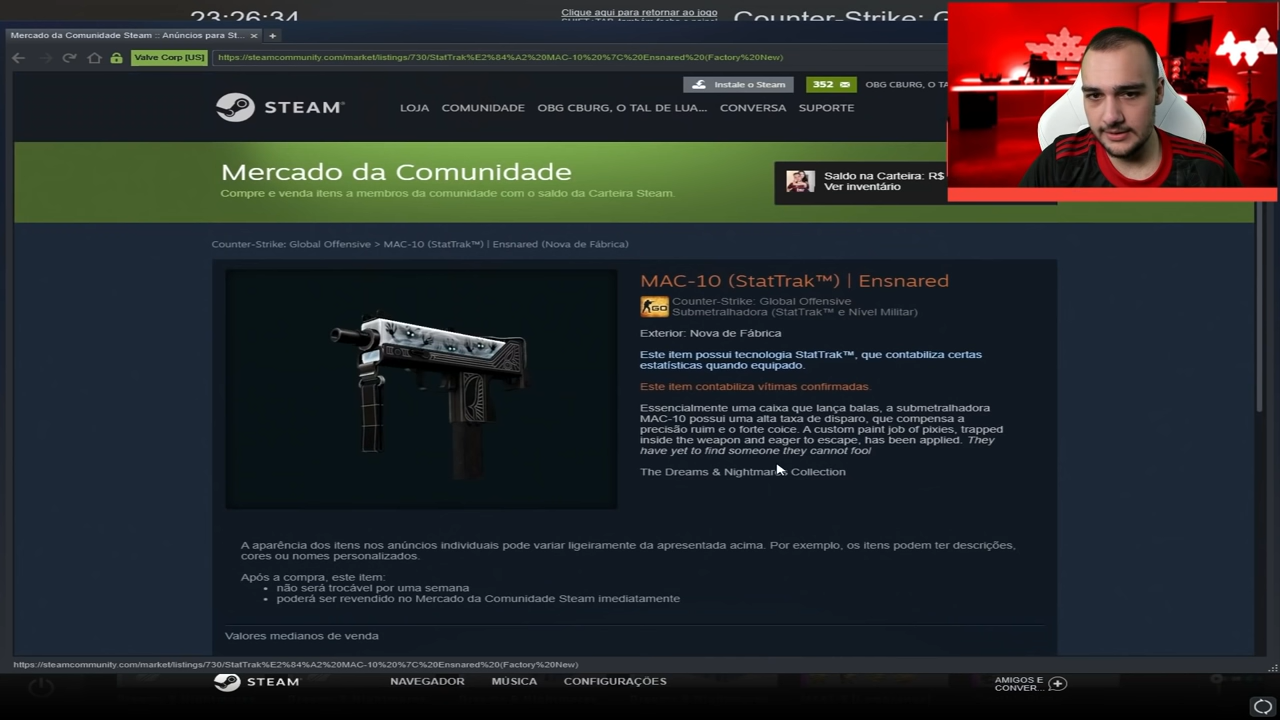 23:26:34
Clique aqui para retornar ao jogo
Counter-Strike: G
Mercado da Comunidade Steam :: Anúncios para St...
Valve Corp [US]
https://steamcommunity.com/market/listings/730/StatTrak%E2%84%A2%20MAC-10%20%7C%20Ensnared%20(Factory%20New)
Instale o Steam
352
OBG CBURG, O TA
STEAM
LOJA
COMUNIDADE
OBG CBURG, O TAL DE LUA...
CONVERSA
SUPORTE
Mercado da Comunidade
Compre e venda itens a membros da comunidade com o saldo da Carteira Steam.
Saldo na Carteira: R$
Ver inventário
Counter-Strike: Global Offensive > MAC-10 (StatTrak™) | Ensnared (Nova de Fábrica)
MAC-10 (StatTrak™) | Ensnared
GO
Counter-Strike: Global Offensive
Submetralhadora (StatTrak™ e Nível Militar)
Exterior: Nova de Fábrica
Este item possui tecnologia StatTrak™, que contabiliza certas
estatísticas quando equipado.
Este item contabiliza vítimas confirmadas.
Essencialmente uma caixa que lança balas, a submetralhadora
MAC-10 possui uma alta taxa de disparo, que compensa a
precisão ruim e o forte coice. A custom paint job of pixies, trapped
inside the weapon and eager to escape, has been applied. They
have yet to find someone they cannot fool
The Dreams & Nightmares Collection
A aparência dos itens nos anúncios individuais pode variar ligeiramente da apresentada acima. Por exemplo, os itens podem ter descrições,
cores ou nomes personalizados.
Após a compra, este item:
não será trocável por uma semana
poderá ser revendido no Mercado da Comunidade Steam imediatamente
Valores medianos de venda
https://steamcommunity.com/market/listings/730/StatTrak%E2%84%A2%20MAC-10%20%7C%20Ensnared%20(Factory%20New)
STEAM
NAVEGADOR
MÚSICA
CONFIGURAÇÕES
AMIGOS E
CONVER...